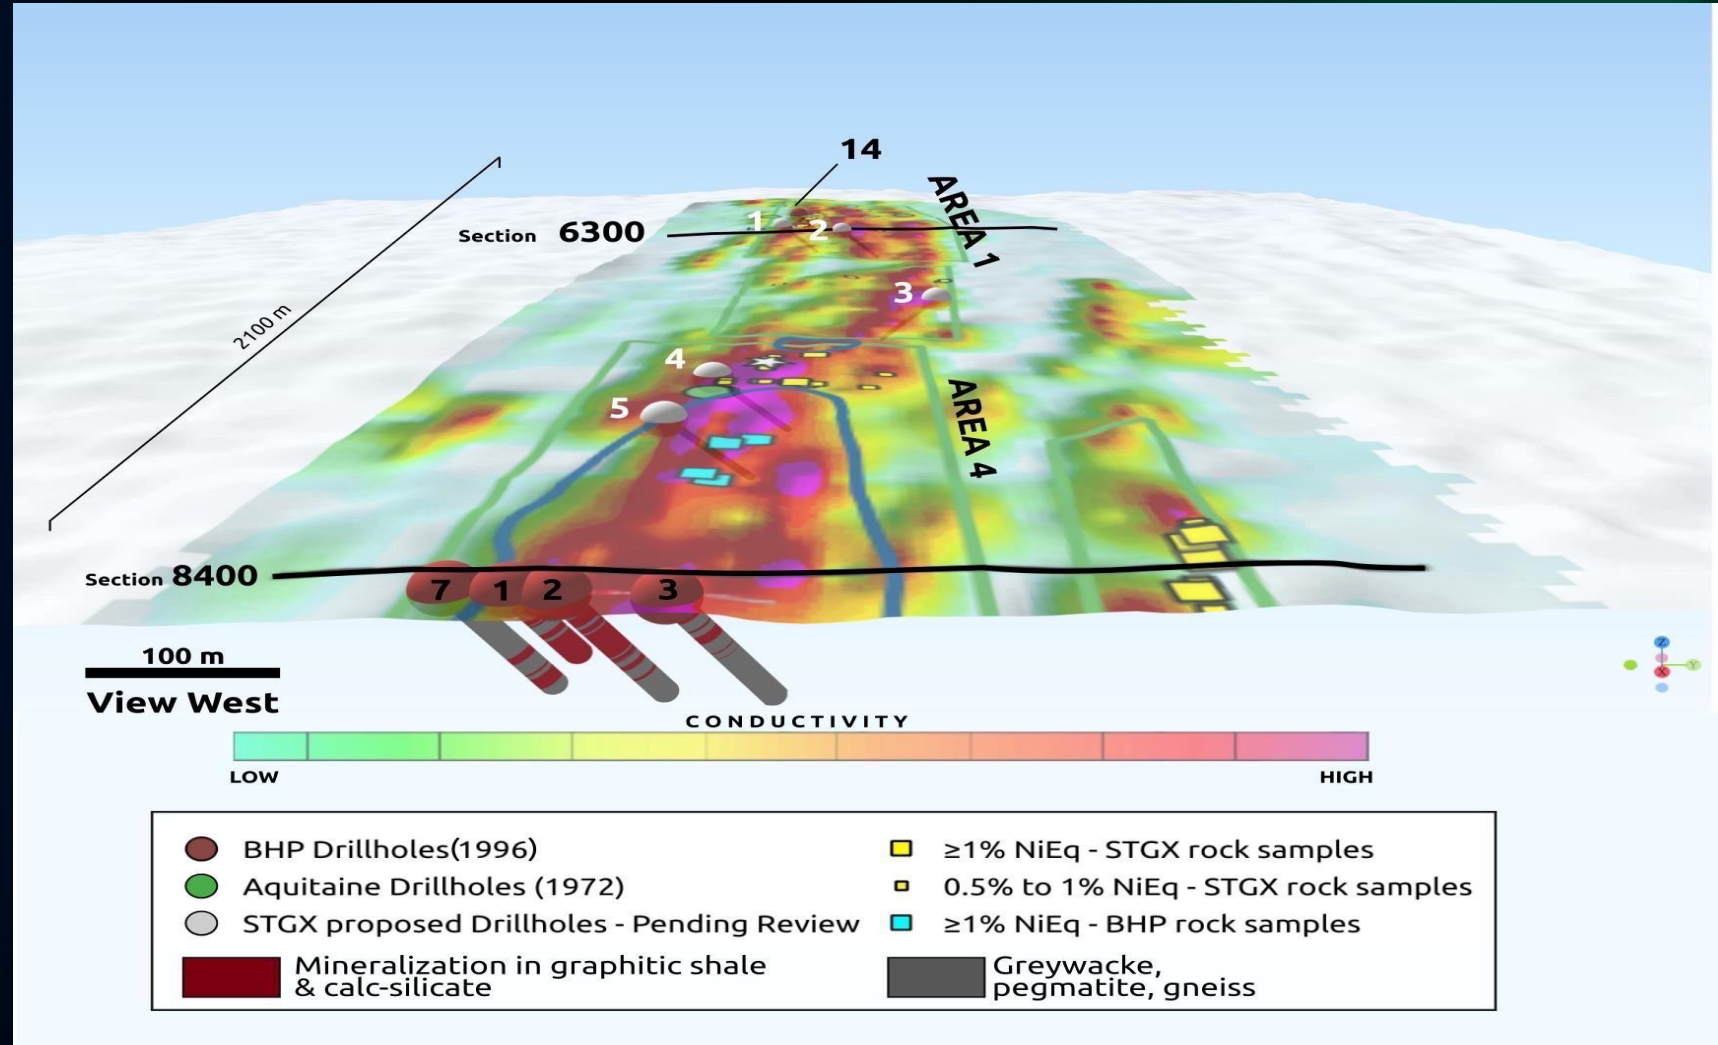 14
AREA 1
1
2
Section 6300
3
2100 m
4
5
AREA 4
Section 8400
7
1
2
3
100 m
View West
Z
Y
X
CONDUCTIVITY
LOW
HIGH
BHP Drillholes(1996)
Aquitaine Drillholes (1972)
STGX proposed Drillholes - Pending Review
Mineralization in graphitic shale
& calc-silicate
≥1% NiEq - STGX rock samples
0.5% to 1% NiEq - STGX rock samples
≥1% NiEq - BHP rock samples
Greywacke,
pegmatite, gneiss